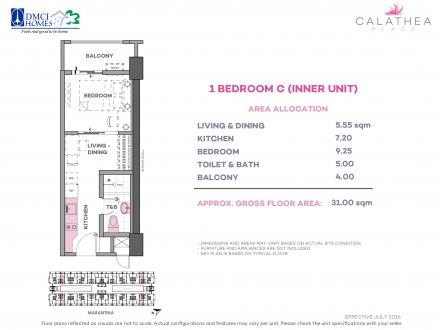 DMCI HOMES
Feels real good to be home
CALATHEA
PLACE
BALCONY
BEDROOM
LIVING -
DINING
T&B
KITCHEN
1 BEDROOM C (INNER UNIT)
AREA ALLOCATION
LIVING & DINING 5.55 sqm
KITCHEN 7.20
BEDROOM 9.25
TOILET & BATH 5.00
BALCONY 4.00
APPROX. GROSS FLOOR AREA: 31.00 sqm
- DIMENSIONS AND AREAS MAY VARY BASED ON ACTUAL SITE CONDITION
- FURNITURE AND APPLIANCES ARE NOT INCLUDED
- KEY PLAN IS BASED ON TYPICAL FLOOR
MARANTINA
EFFECTIVE JULY 2016
Floor plans reflected as visuals are not to scale. Actual configurations and features may vary per unit. Please check the unit technical specifications with your seller.